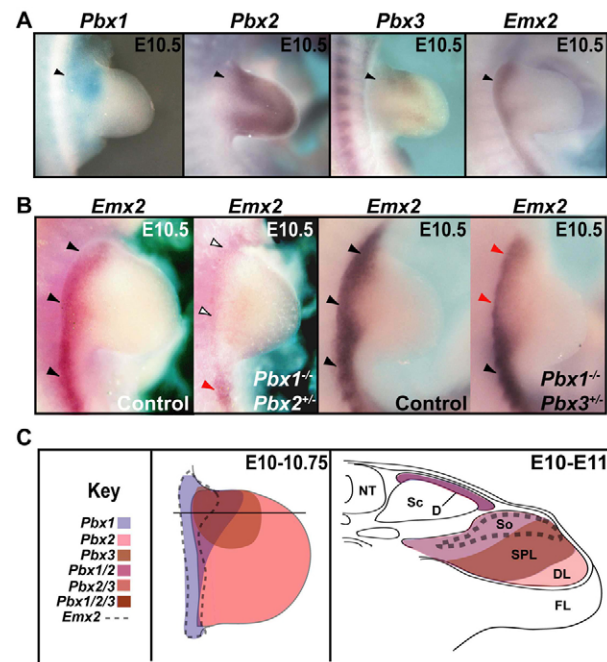 A
Pbx1 Pbx2 Pbx3 Emx2
E10.5 E10.5 E10.5 E10.5
B
Emx2 Emx2 Emx2 Emx2
E10.5 E10.5 E10.5 E10.5
Control Pbx1-/- Pbx2+/- Control Pbx1-/- Pbx3+/-
C
Key
Pbx1
Pbx2
Pbx3
Pbx1/2
Pbx2/3
Pbx1/2/3
Emx2
E10-10.75
E10-E11
NT
Sc
D
So
SPL
DL
FL